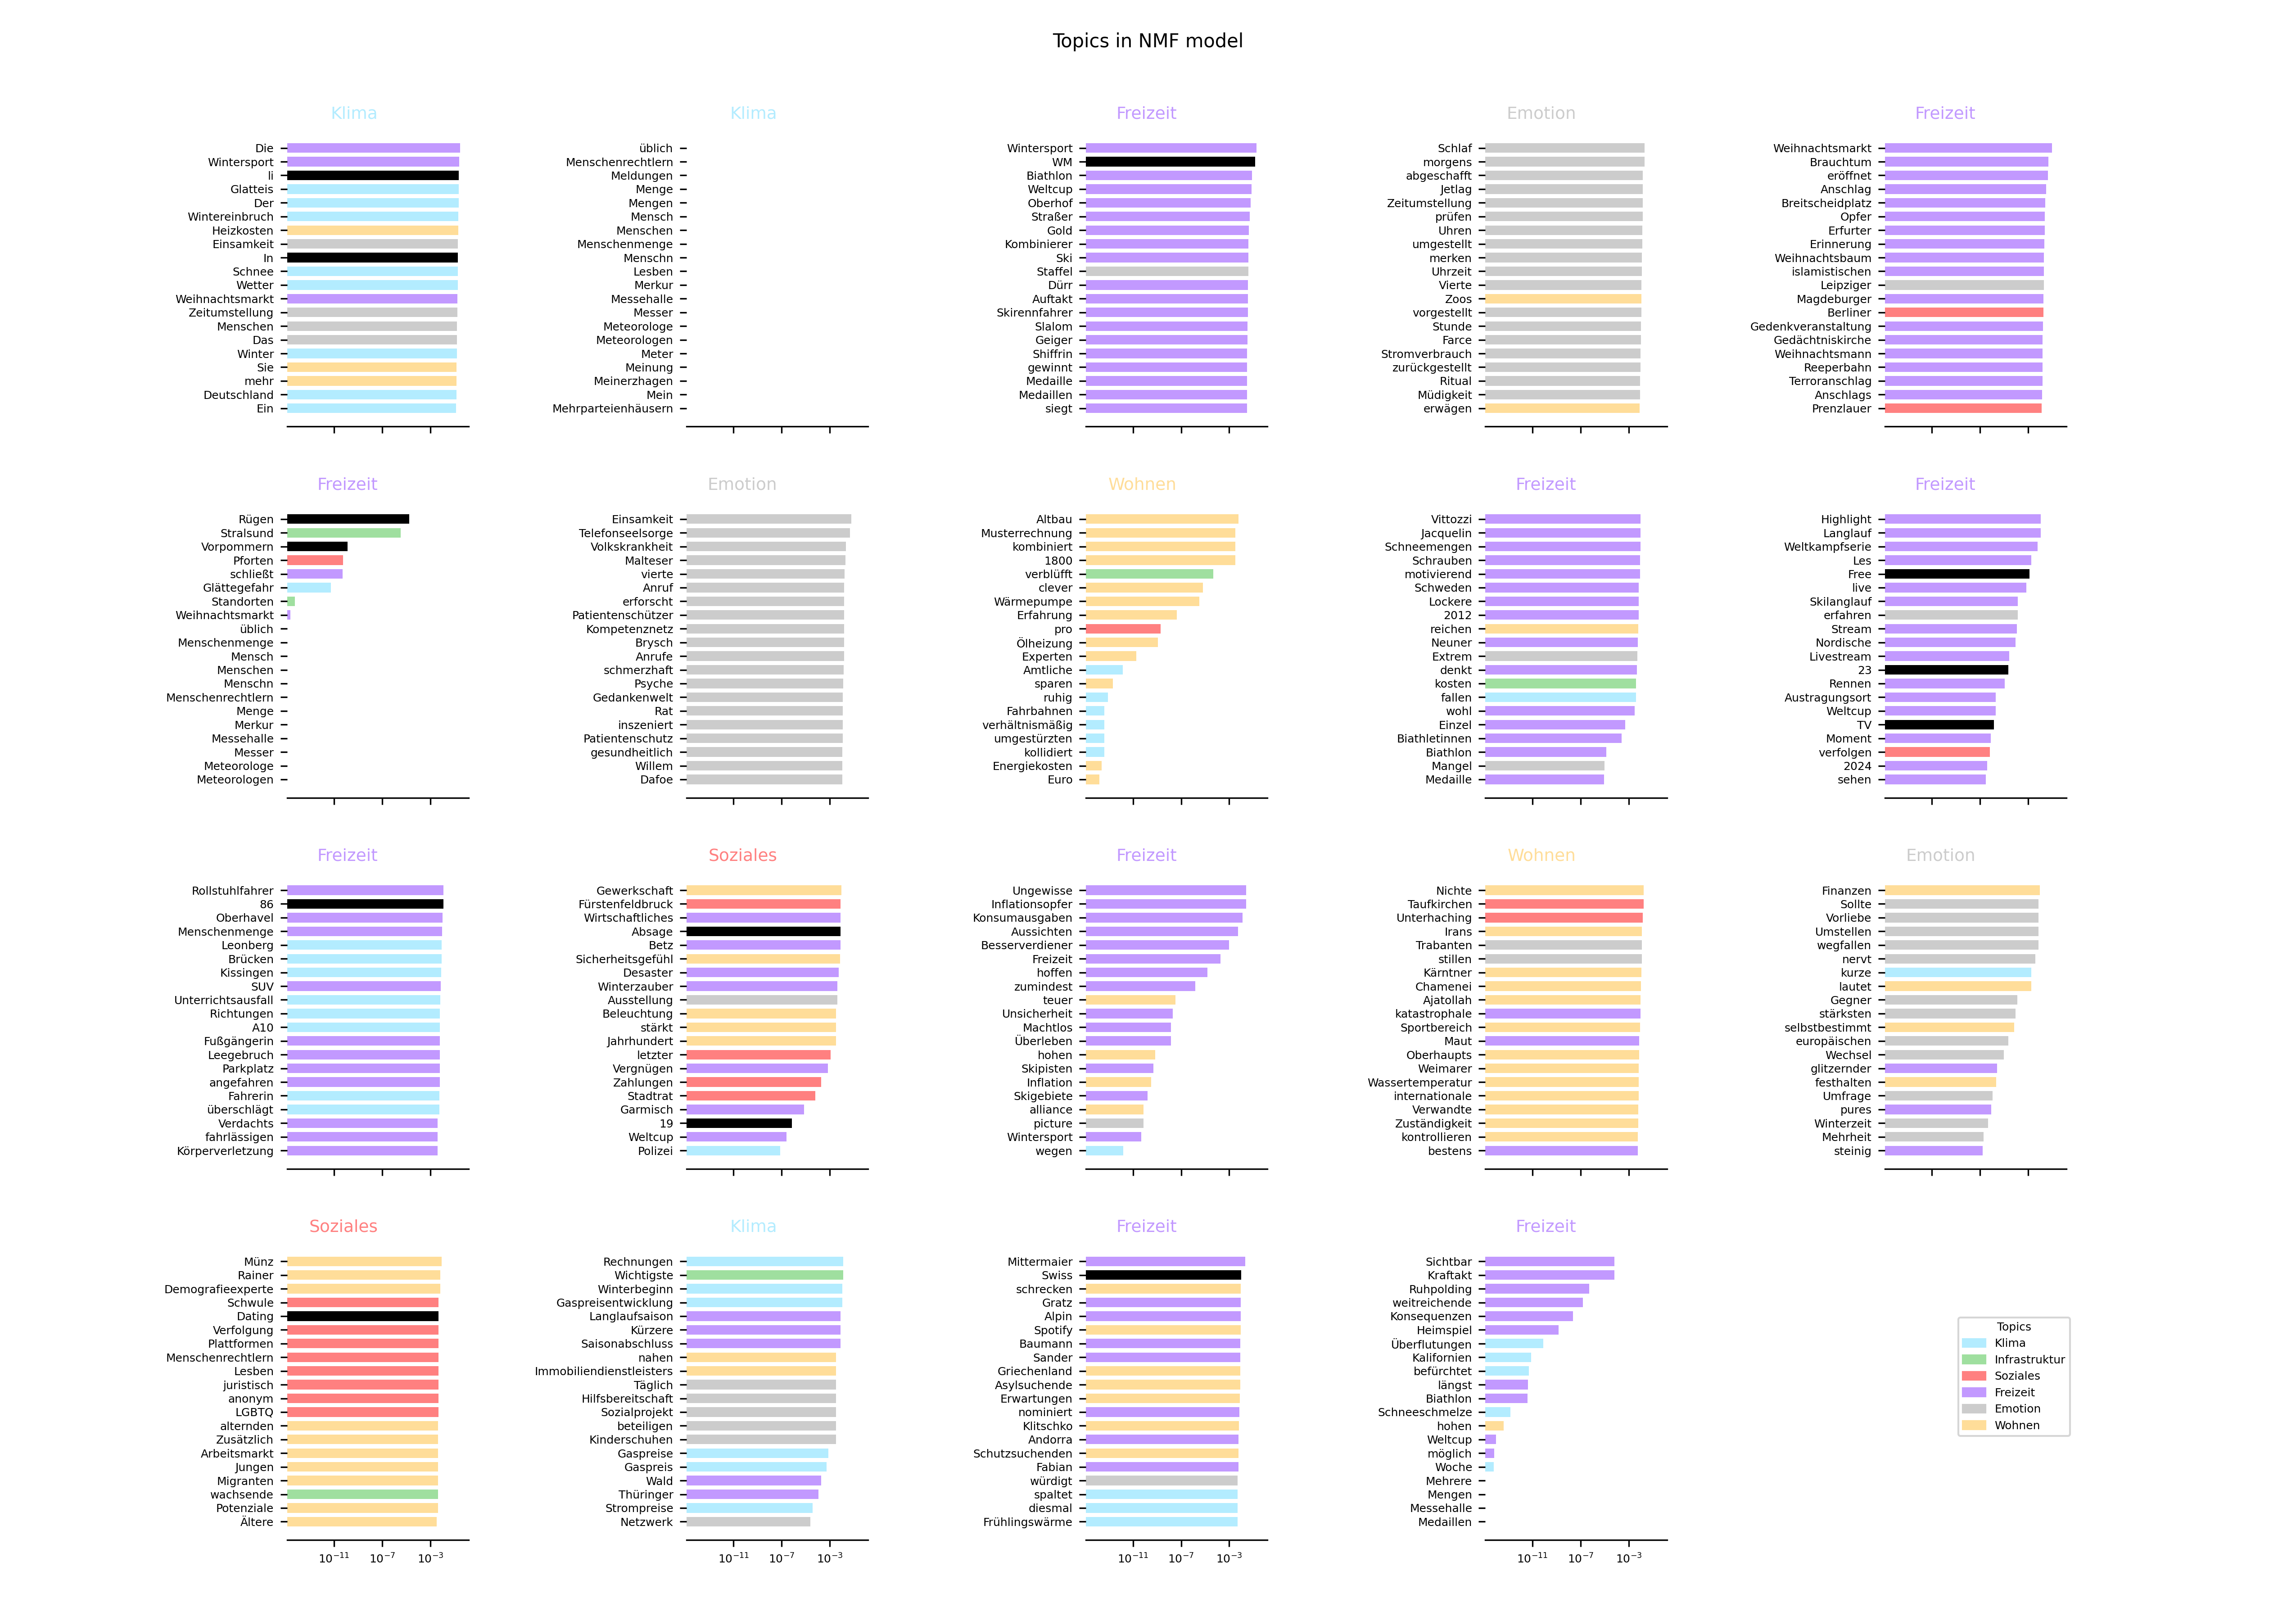 Topics in NMF model
Klima
Die
Wintersport
li
Glatteis
Der
Wintereinbruch
Heizkosten
Einsamkeit
In
Schnee
Wetter
Weihnachtsmarkt
Zeitumstellung
Menschen
Das
Winter
Sie
mehr
Deutschland
Ein
Klima
üblich
Menschenrechtlern
Meldungen
Menge
Mengen
Mensch
Menschen
Menschenmenge
Menschn
Lesben
Merkur
Messehalle
Messer
Meteorologe
Meteorologen
Meter
Meinung
Meinerzhagen
Mein
Mehrparteienhäusern
Freizeit
Wintersport
WM
Biathlon
Weltcup
Oberhof
Straßer
Gold
Kombinierer
Ski
Staffel
Dürr
Auftakt
Skirennfahrer
Slalom
Geiger
Shiffrin
gewinnt
Medaille
Medaillen
siegt
Emotion
Schlaf
morgens
abgeschafft
Jetlag
Zeitumstellung
prüfen
Uhren
umgestellt
merken
Uhrzeit
Vierte
Zoos
vorgestellt
Stunde
Farce
Stromverbrauch
zurückgestellt
Ritual
Müdigkeit
erwägen
Freizeit
Weihnachtsmarkt
Brauchtum
eröffnet
Anschlag
Breitscheidplatz
Opfer
Erfurter
Erinnerung
Weihnachtsbaum
islamistischen
Leipziger
Magdeburger
Berliner
Gedenkveranstaltung
Gedächtniskirche
Weihnachtsmann
Reeperbahn
Terroranschlag
Anschlags
Prenzlauer
Freizeit
Rügen
Stralsund
Vorpommern
Pforten
schließt
Glättegefahr
Standorten
Weihnachtsmarkt
üblich
Menschenmenge
Mensch
Menschen
Menschn
Menschenrechtlern
Menge
Merkur
Messehalle
Messer
Meteorologe
Meteorologen
Emotion
Einsamkeit
Telefonseelsorge
Volkskrankheit
Malteser
vierte
Anruf
erforscht
Patientenschützer
Kompetenznetz
Brysch
Anrufe
schmerzhaft
Psyche
Gedankenwelt
Rat
inszeniert
Patientenschutz
gesundheitlich
Willem
Dafoe
Wohnen
Altbau
Musterrechnung
kombiniert
1800
verblüfft
clever
Wärmepumpe
Erfahrung
pro
Ölheizung
Experten
Amtliche
sparen
ruhig
Fahrbahnen
verhältnismäßig
umgestürzten
kollidiert
Energiekosten
Euro
Freizeit
Vittozzi
Jacquelin
Schneemengen
Schrauben
motivierend
Schweden
Lockere
2012
reichen
Neuner
Extrem
denkt
kosten
fallen
wohl
Einzel
Biathletinnen
Biathlon
Mangel
Medaille
Freizeit
Highlight
Langlauf
Weltkampfserie
Les
Free
live
Skilanglauf
erfahren
Stream
Nordische
Livestream
23
Rennen
Austragungsort
Weltcup
TV
Moment
verfolgen
2024
sehen
Freizeit
Rollstuhlfahrer
86
Oberhavel
Menschenmenge
Leonberg
Brücken
Kissingen
SUV
Unterrichtsausfall
Richtungen
A10
Fußgängerin
Leegebruch
Parkplatz
angefahren
Fahrerin
überschlägt
Verdachts
fahrlässigen
Körperverletzung
Soziales
Gewerkschaft
Fürstenfeldbruck
Wirtschaftliches
Absage
Betz
Sicherheitsgefühl
Desaster
Winterzauber
Ausstellung
Beleuchtung
stärkt
Jahrhundert
letzter
Vergnügen
Zahlungen
Stadtrat
Garmisch
19
Weltcup
Polizei
Freizeit
Ungewisse
Inflationsopfer
Konsumausgaben
Aussichten
Besserverdiener
Freizeit
hoffen
zumindest
teuer
Unsicherheit
Machtlos
Überleben
hohen
Skipisten
Inflation
Skigebiete
alliance
picture
Wintersport
wegen
Wohnen
Nichte
Taufkirchen
Unterhaching
Irans
Trabanten
stillen
Kärntner
Chamenei
Ajatollah
katastrophale
Sportbereich
Maut
Oberhaupts
Weimarer
Wassertemperatur
internationale
Verwandte
Zuständigkeit
kontrollieren
bestens
Emotion
Finanzen
Sollte
Vorliebe
Umstellen
wegfallen
nervt
kurze
lautet
Gegner
stärksten
selbstbestimmt
europäischen
Wechsel
glitzernder
festhalten
Umfrage
pures
Winterzeit
Mehrheit
steinig
Soziales
Münz
Rainer
Demografieexperte
Schwule
Dating
Verfolgung
Plattformen
Menschenrechtlern
Lesben
juristisch
anonym
LGBTQ
alternden
Zusätzlich
Arbeitsmarkt
Jungen
Migranten
wachsende
Potenziale
Ältere
10⁻¹¹ 10⁻⁷ 10⁻³
Klima
Rechnungen
Wichtigste
Winterbeginn
Gaspreisentwicklung
Langlaufsaison
Kürzere
Saisonabschluss
nahen
Immobiliendienstleisters
Täglich
Hilfsbereitschaft
Sozialprojekt
beteiligen
Kinderschuhen
Gaspreise
Gaspreis
Wald
Thüringer
Strompreise
Netzwerk
10⁻¹¹ 10⁻⁷ 10⁻³
Freizeit
Mittermaier
Swiss
schrecken
Gratz
Alpin
Spotify
Baumann
Sander
Griechenland
Asylsuchende
Erwartungen
nominiert
Klitschko
Andorra
Schutzsuchenden
Fabian
würdigt
spaltet
diesmal
Frühlingswärme
10⁻¹¹ 10⁻⁷ 10⁻³
Freizeit
Sichtbar
Kraftakt
Ruhpolding
weitreichende
Konsequenzen
Heimspiel
Überflutungen
Kalifornien
befürchtet
längst
Biathlon
Schneeschmelze
hohen
Weltcup
möglich
Woche
Mehrere
Mengen
Messehalle
Medaillen
10⁻¹¹ 10⁻⁷ 10⁻³
Topics
Klima
Infrastruktur
Soziales
Freizeit
Emotion
Wohnen